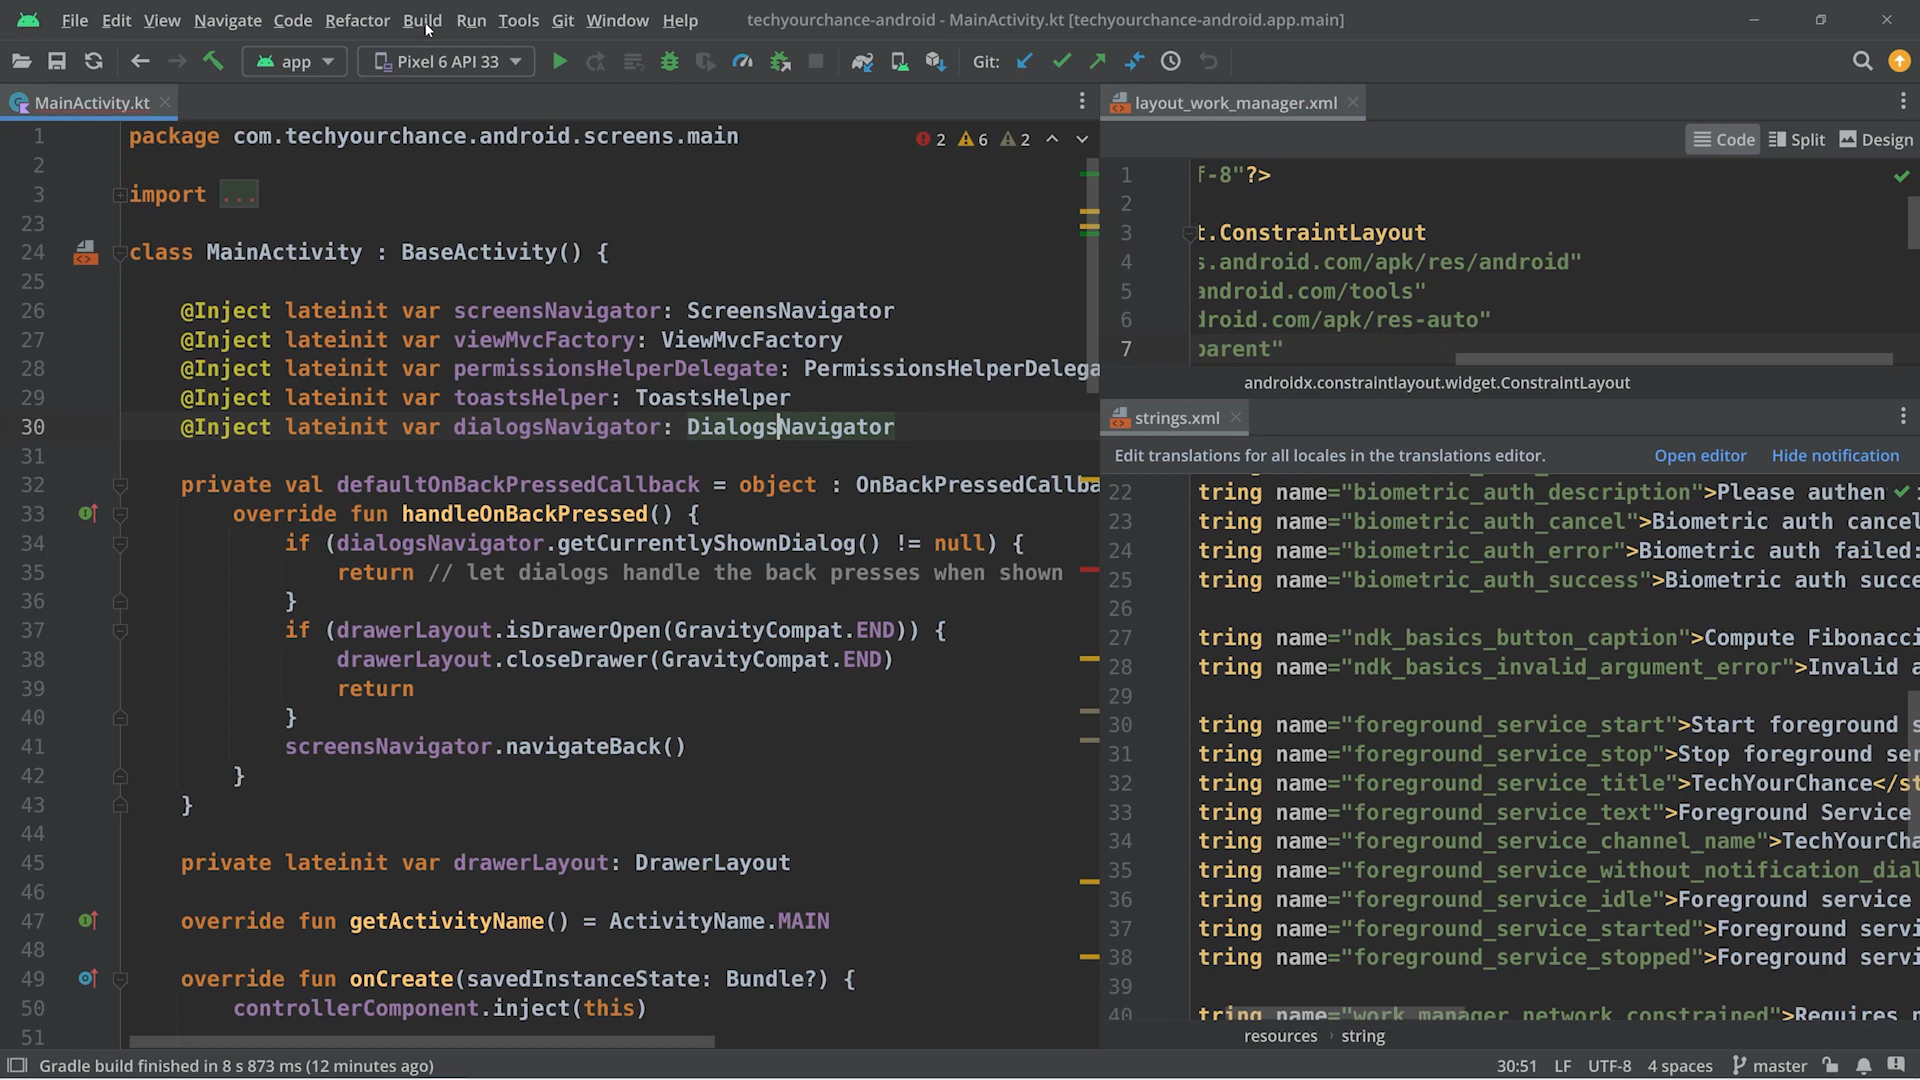 File Edit View Navigate Code Refactor Build Run Tools Git Window Help techyourchance-android - MainActivity.kt [techyourchance-android.app.main]
app Pixel 6 API 33 Git:
MainActivity.kt
1 package com.techyourchance.android.screens.main 2 6 2
2
3 import ...
23
24 class MainActivity : BaseActivity() {
25
26 @Inject lateinit var screensNavigator: ScreensNavigator
27 @Inject lateinit var viewMvcFactory: ViewMvcFactory
28 @Inject lateinit var permissionsHelperDelegate: PermissionsHelperDelega
29 @Inject lateinit var toastsHelper: ToastsHelper
30 @Inject lateinit var dialogsNavigator: DialogsNavigator
31
32 private val defaultOnBackPressedCallback = object : OnBackPressedCallba
33 override fun handleOnBackPressed() {
34 if (dialogsNavigator.getCurrentlyShownDialog() != null) {
35 return // let dialogs handle the back presses when shown
36 }
37 if (drawerLayout.isDrawerOpen(GravityCompat.END)) {
38 drawerLayout.closeDrawer(GravityCompat.END)
39 return
40 }
41 screensNavigator.navigateBack()
42 }
43 }
44
45 private lateinit var drawerLayout: DrawerLayout
46
47 override fun getActivityName() = ActivityName.MAIN
48
49 override fun onCreate(savedInstanceState: Bundle?) {
50 controllerComponent.inject(this)
51
layout_work_manager.xml
Code Split Design
1 f-8"?>
2
3 t.ConstraintLayout
4 s.android.com/apk/res/android"
5 android.com/tools"
6 droid.com/apk/res-auto"
7 parent"
androidx.constraintlayout.widget.ConstraintLayout
strings.xml
Edit translations for all locales in the translations editor. Open editor Hide notification
22 tring name="biometric_auth_description">Please authen
23 tring name="biometric_auth_cancel">Biometric auth cancel
24 tring name="biometric_auth_error">Biometric auth failed:
25 tring name="biometric_auth_success">Biometric auth succe
26
27 tring name="ndk_basics_button_caption">Compute Fibonacci
28 tring name="ndk_basics_invalid_argument_error">Invalid a
29
30 tring name="foreground_service_start">Start foreground s
31 tring name="foreground_service_stop">Stop foreground ser
32 tring name="foreground_service_title">TechYourChance</st
33 tring name="foreground_service_text">Foreground Service
34 tring name="foreground_service_channel_name">TechYourCha
35 tring name="foreground_service_without_notification_dial
36 tring name="foreground_service_idle">Foreground service
37 tring name="foreground_service_started">Foreground servi
38 tring name="foreground_service_stopped">Foreground servi
39
40 tring name="work_manager_network_constrained">Requires n
resources › string
Gradle build finished in 8 s 873 ms (12 minutes ago) 30:51 LF UTF-8 4 spaces master